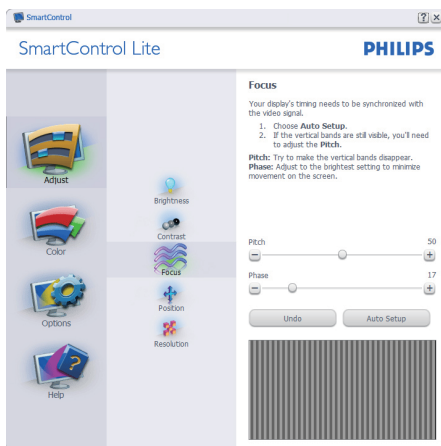 SmartControl
SmartControl Lite
PHILIPS
Adjust
Color
Options
Help
Brightness
Contrast
Focus
Position
Resolution
Focus
Your display's timing needs to be synchronized with
the video signal.
1. Choose Auto Setup.
2. If the vertical bands are still visible, you'll need
to adjust the Pitch.
Pitch: Try to make the vertical bands disappear.
Phase: Adjust to the brightest setting to minimize
movement on the screen.
Pitch 50
Phase 17
Undo Auto Setup